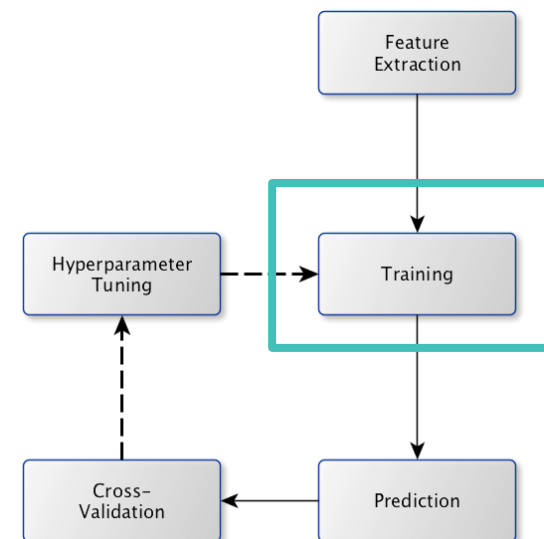 Feature
Extraction
Hyperparameter
Tuning
Training
Cross-
Validation
Prediction